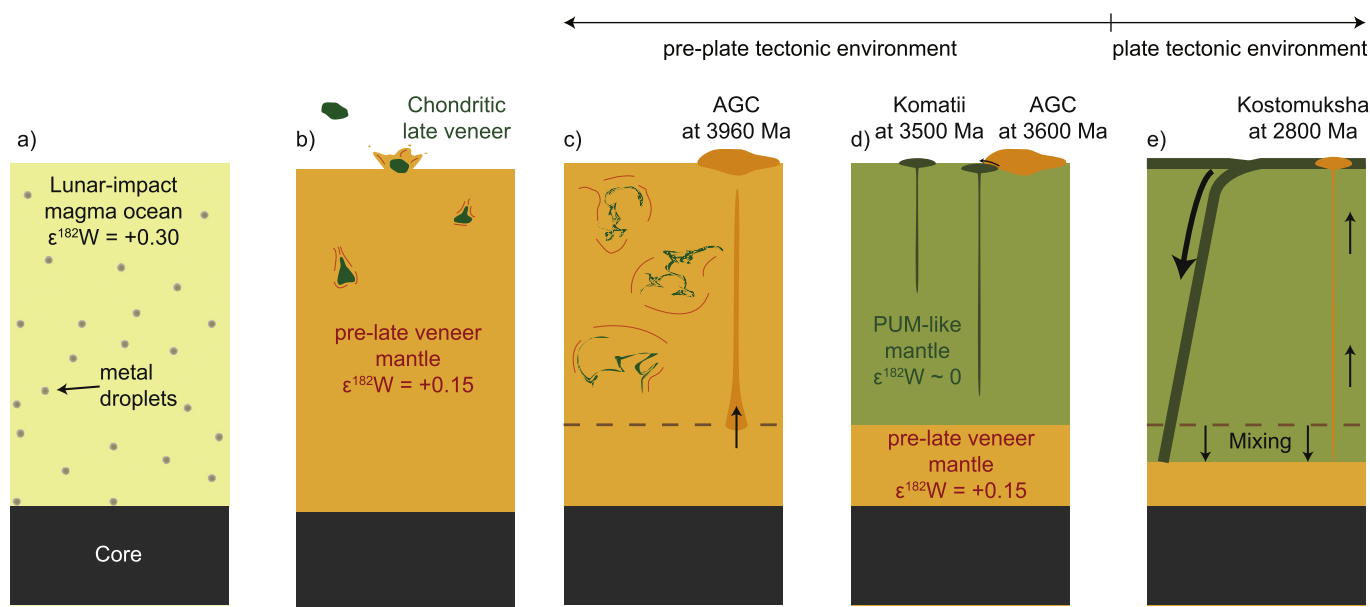 pre-plate tectonic environment
plate tectonic environment
a)
Lunar-impact
magma ocean
ε¹⁸²W = +0.30
metal
droplets
Core
b)
Chondritic
late veneer
pre-late veneer
mantle
ε¹⁸²W = +0.15
c)
AGC
at 3960 Ma
d)
Komatii
at 3500 Ma
AGC
at 3600 Ma
PUM-like
mantle
ε¹⁸²W ~ 0
pre-late veneer
mantle
ε¹⁸²W = +0.15
e)
Kostomuksha
at 2800 Ma
Mixing